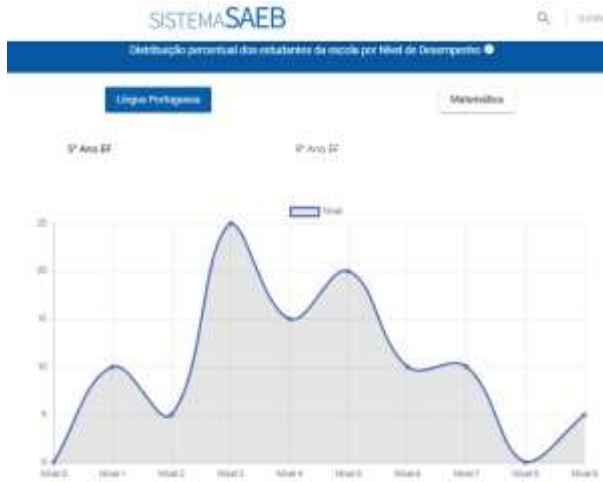 SISTEMASAEB
Distribuição percentual dos estudantes da escola por Nível de Desempenho
Língua Portuguesa
Matemática
5º Ano EF
9º Ano EF
Nível
25
20
15
10
5
0
Nível 0 Nível 1 Nível 2 Nível 3 Nível 4 Nível 5 Nível 6 Nível 7 Nível 8 Nível 9